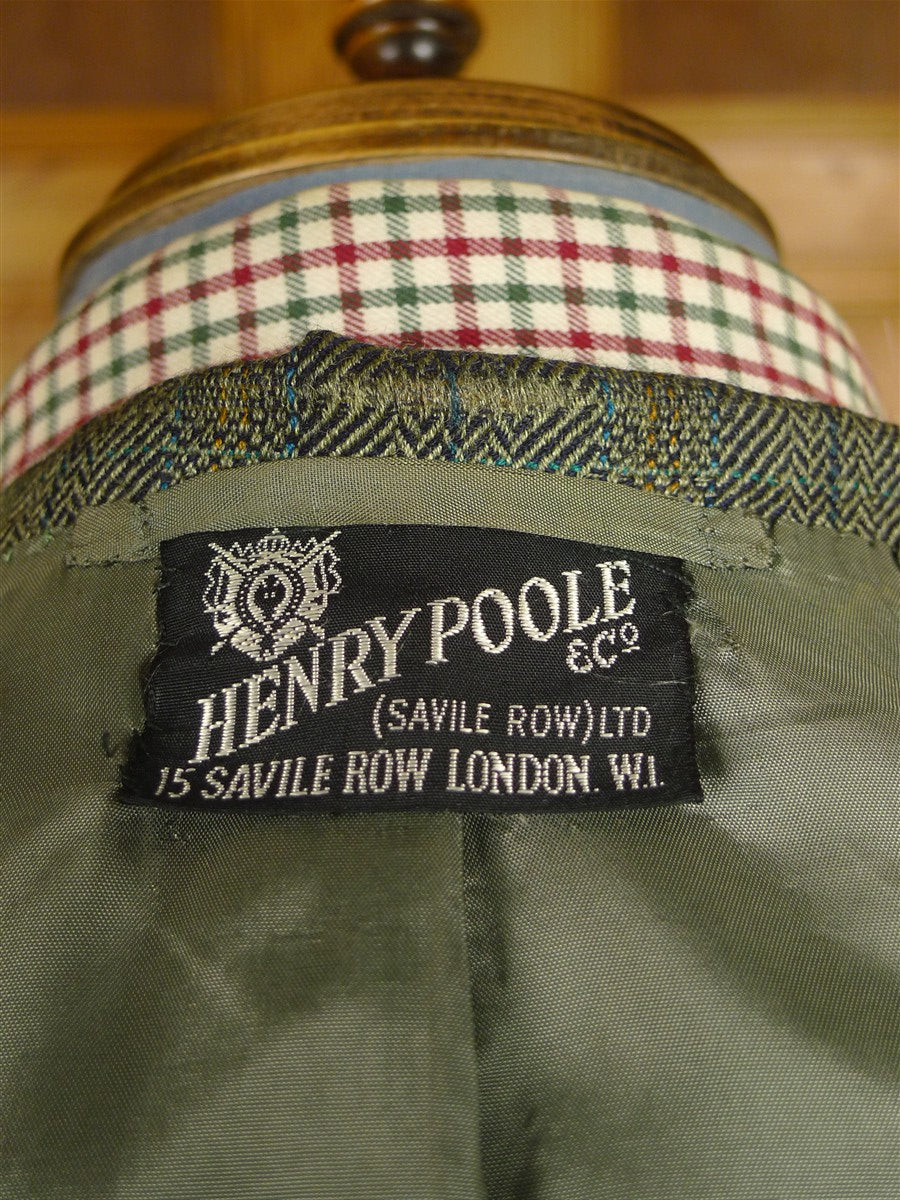 HENRY POOLE
& Cº
(SAVILE ROW) LTD
15 SAVILE ROW LONDON. W.1.